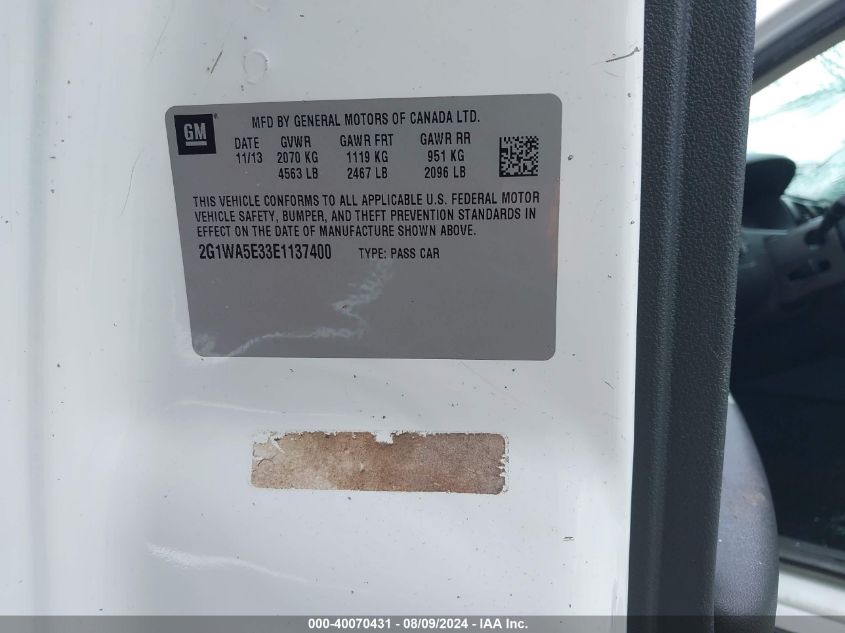 GM
MFD BY GENERAL MOTORS OF CANADA LTD.
DATE GVWR GAWR FRT GAWR RR
11/13 2070 KG 1119 KG 951 KG
4563 LB 2467 LB 2096 LB
THIS VEHICLE CONFORMS TO ALL APPLICABLE U.S. FEDERAL MOTOR
VEHICLE SAFETY, BUMPER, AND THEFT PREVENTION STANDARDS IN
EFFECT ON THE DATE OF MANUFACTURE SHOWN ABOVE.
2G1WA5E33E1137400 TYPE: PASS CAR
000-40070431 - 08/09/2024 - IAA Inc.